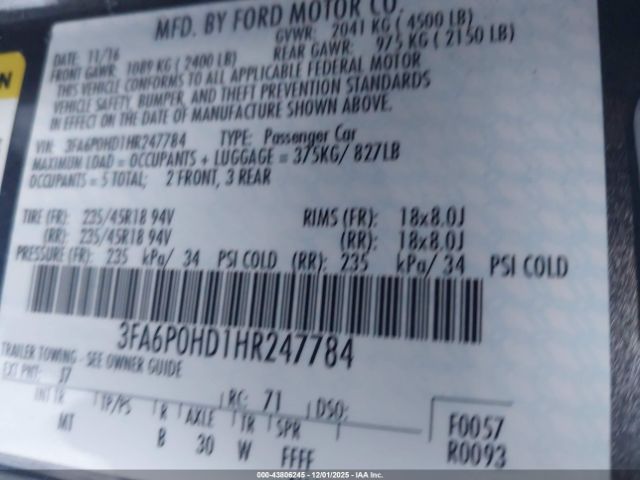 MFD. BY FORD MOTOR CO.
DATE: 11/16 GVWR: 2041 KG ( 4500 LB)
FRONT GAWR: 1089 KG ( 2400 LB) REAR GAWR: 975 KG ( 2150 LB)
THIS VEHICLE CONFORMS TO ALL APPLICABLE FEDERAL MOTOR
VEHICLE SAFETY, BUMPER, AND THEFT PREVENTION STANDARDS
IN EFFECT ON THE DATE OF MANUFACTURE SHOWN ABOVE.
VIN: 3FA6P0HD1HR247784 TYPE: Passenger Car
MAXIMUM LOAD = OCCUPANTS + LUGGAGE = 375KG/ 827LB
OCCUPANTS = 5 TOTAL; 2 FRONT, 3 REAR
TIRE (FR): 235/45R18 94V RIMS (FR): 18x8.0J
(RR): 235/45R18 94V (RR): 18x8.0J
PRESSURE (FR): 235 kPa/ 34 PSI COLD (RR): 235 kPa/ 34 PSI COLD
3FA6P0HD1HR247784
TRAILER TOWING - SEE OWNER GUIDE
EXT PNT: J7 RC: 71 DSO:
INT TR TP/PS R AXLE TR SPR
MT B 30 W FFFF
F0057
R0093
© 43806245 - 12/01/2025 - IAA Inc.